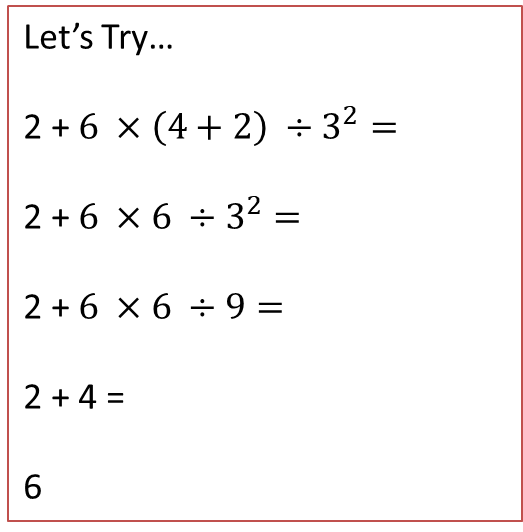 Let’s Try...
2 + 6 × (4 + 2) ÷ 3² =
2 + 6 × 6 ÷ 3² =
2 + 6 × 6 ÷ 9 =
2 + 4 =
6